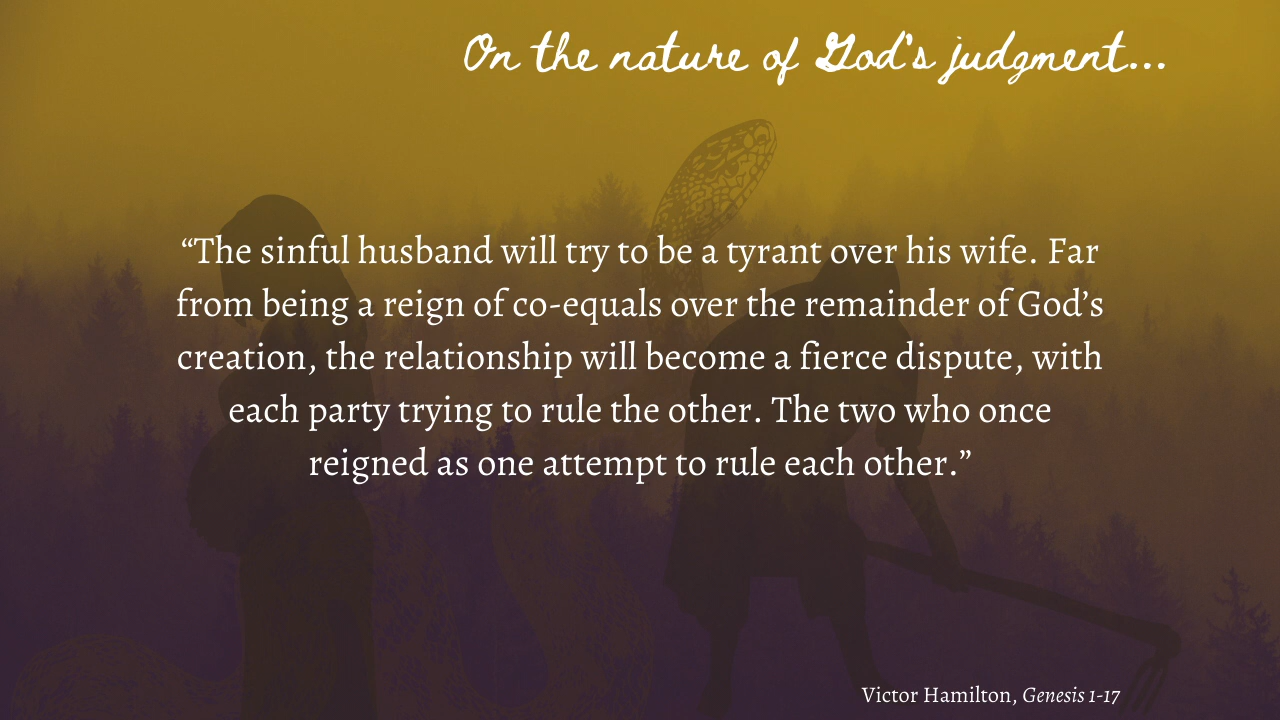 On the nature of God's judgment...
“The sinful husband will try to be a tyrant over his wife. Far
from being a reign of co-equals over the remainder of God’s
creation, the relationship will become a fierce dispute, with
each party trying to rule the other. The two who once
reigned as one attempt to rule each other.”
Victor Hamilton, Genesis 1-17